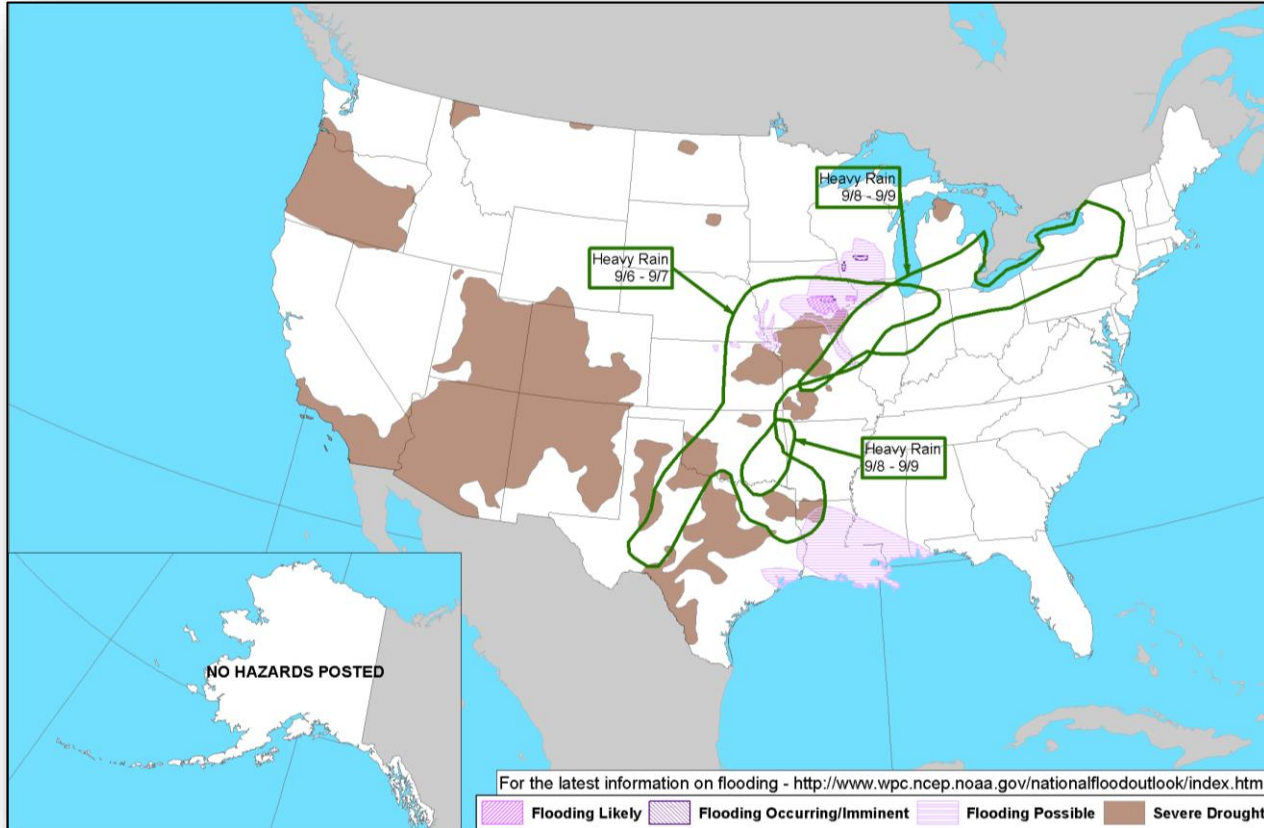 Heavy Rain
9/8 - 9/9
Heavy Rain
9/6 - 9/7
Heavy Rain
9/8 - 9/9
NO HAZARDS POSTED
For the latest information on flooding - http://www.wpc.ncep.noaa.gov/nationalfloodoutlook/index.htm
Flooding Likely Flooding Occurring/Imminent Flooding Possible Severe Drought